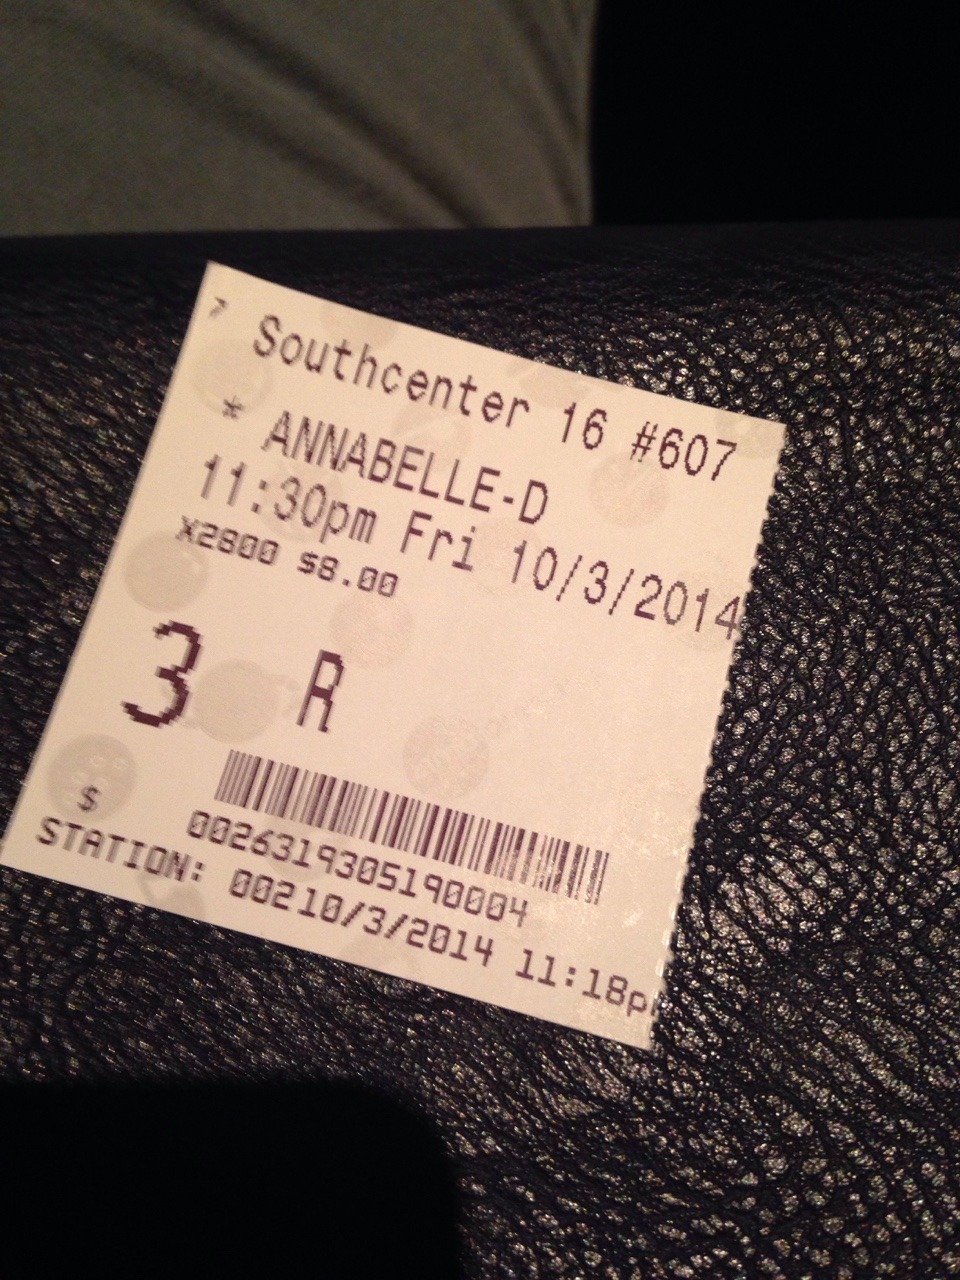 Southcenter 16 #607
* ANNABELLE-D
11:30pm Fri 10/3/2014
X2800 $8.00
3 R
0026319305190004
$
STATION: 00210/3/2014 11:18p